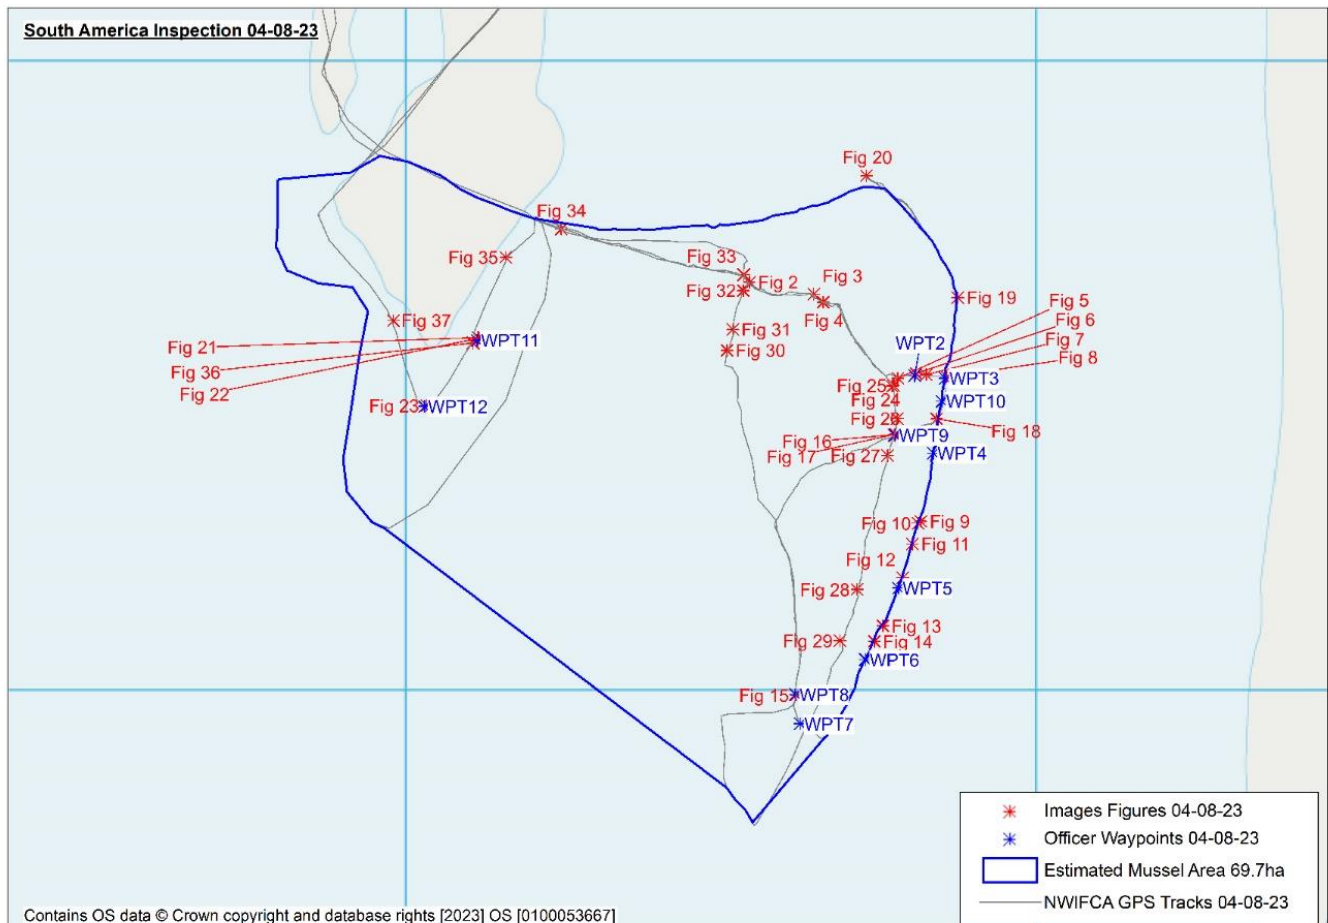 South America Inspection 04-08-23
Fig 20
Fig 34
Fig 35
Fig 33
Fig 2
Fig 3
Fig 32
Fig 4
Fig 19
Fig 5
Fig 6
Fig 7
Fig 8
Fig 37
Fig 31
Fig 30
Fig 21
Fig 36
Fig 22
WPT11
WPT2
Fig 25
WPT3
Fig 24
WPT10
Fig 23
WPT12
Fig 18
Fig 16
WPT9
Fig 17
Fig 27
WPT4
Fig 10
Fig 9
Fig 11
Fig 12
Fig 28
WPT5
Fig 13
Fig 29
Fig 14
WPT6
Fig 15
WPT8
WPT7
Images Figures 04-08-23
Officer Waypoints 04-08-23
Estimated Mussel Area 69.7ha
NWIFCA GPS Tracks 04-08-23
Contains OS data © Crown copyright and database rights [2023] OS [0100053667]